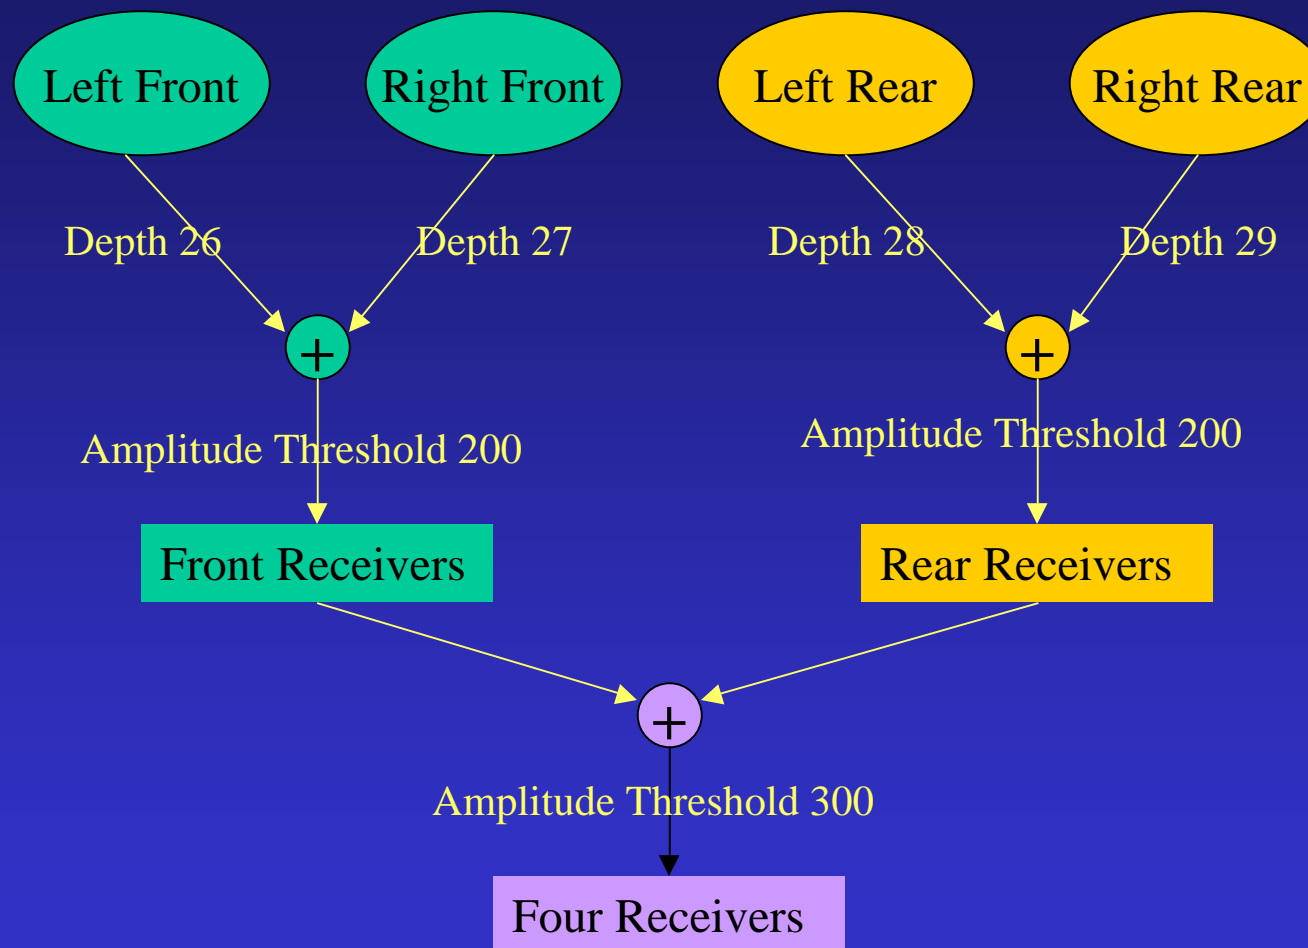 Left Front
Right Front
Left Rear
Right Rear
Depth 26
Depth 27
Depth 28
Depth 29
+
+
Amplitude Threshold 200
Amplitude Threshold 200
Front Receivers
Rear Receivers
+
Amplitude Threshold 300
Four Receivers